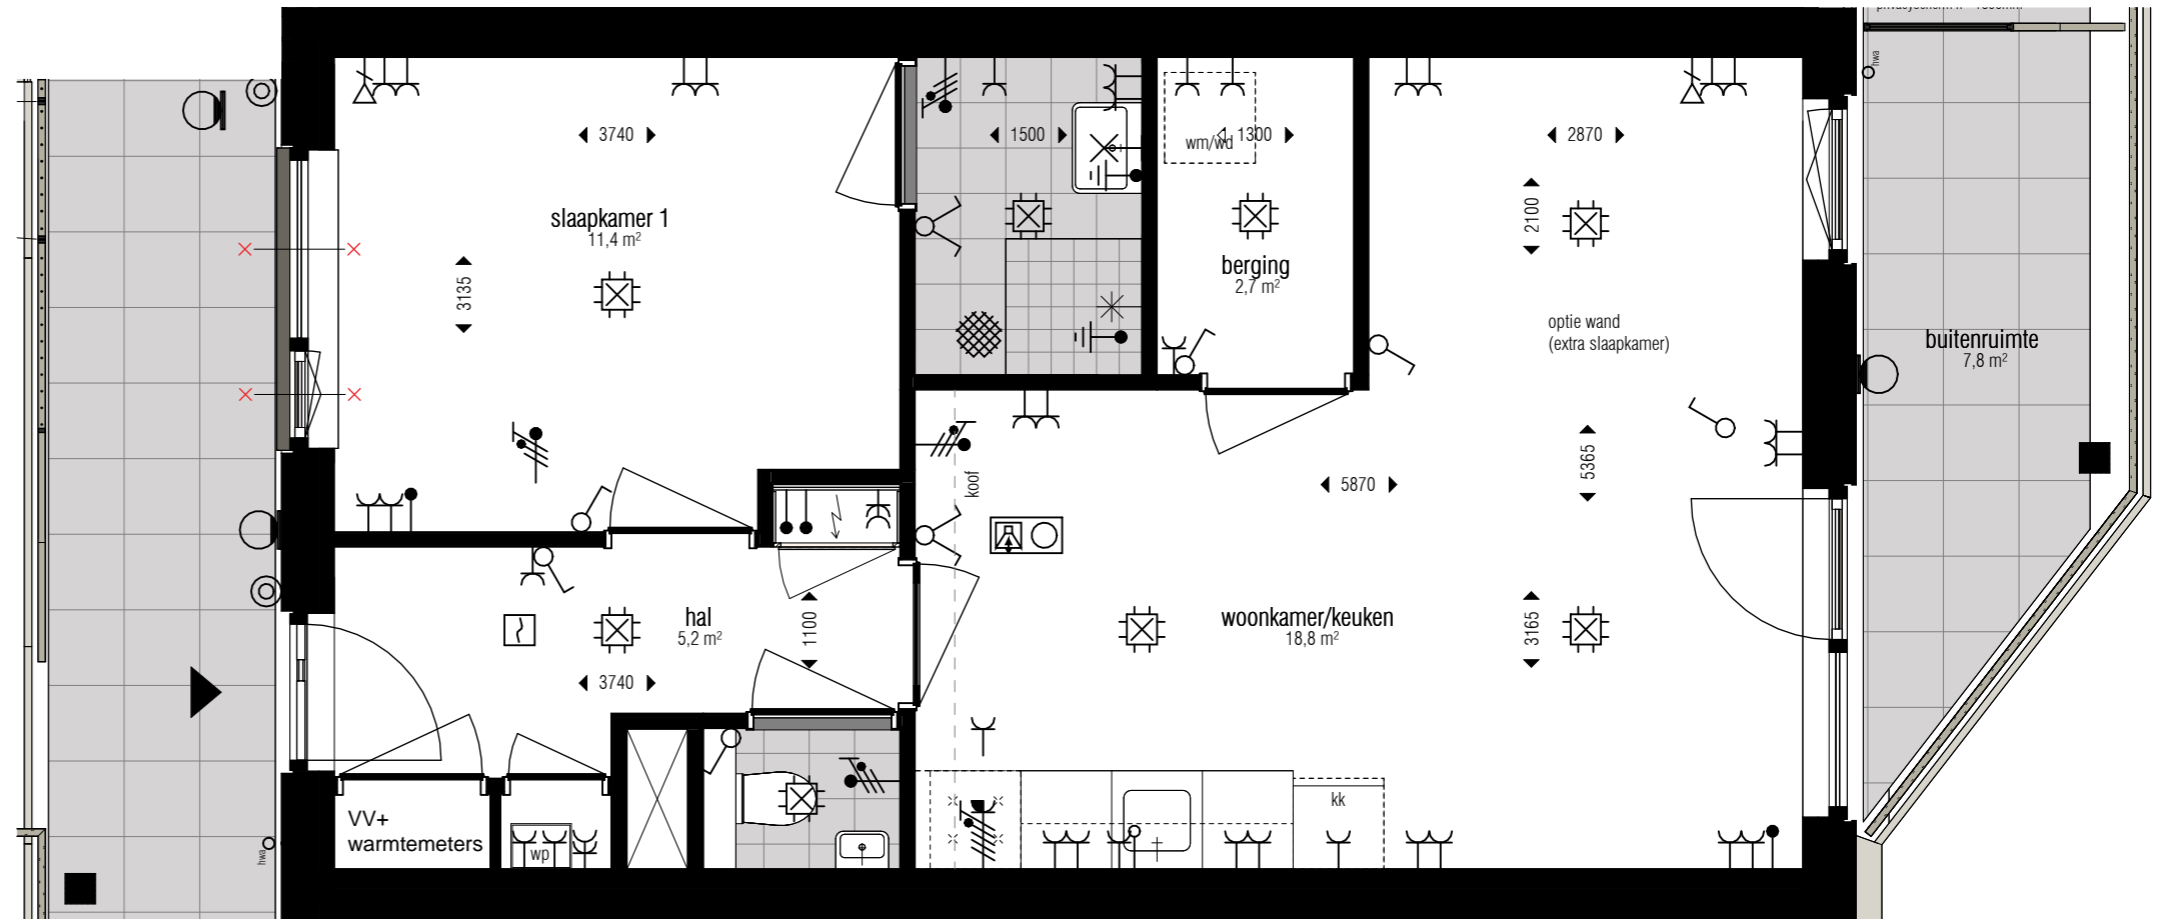 hwa
3740
1500
wm/wd
1300
2870
2100
slaapkamer 1
11,4 m²
3135
berging
2,7 m²
optie wand
(extra slaapkamer)
buitenruimte
7,8 m²
koof
5870
5365
hal
5,2 m²
1100
3740
woonkamer/keuken
18,8 m²
3165
VV+
warmtemeters
wp
kk
hwa